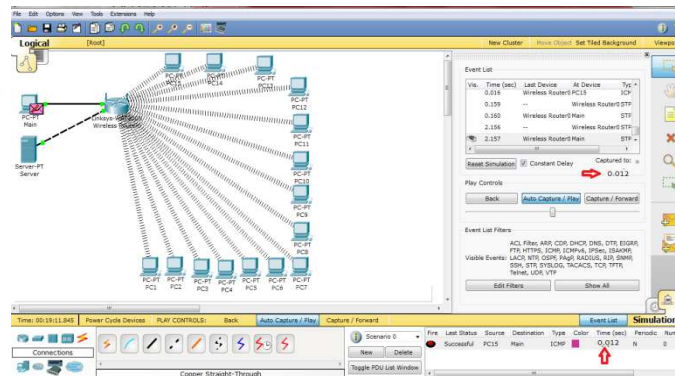 File Edit Options View Tools Extensions Help
Logical [Root] New Cluster Move Object Set Tiled Background Viewpo
PC-PT
PC-PT
PC14
PC-PT
PC-PT
PC12
PC-PT
PC11
PC-PT
PC10
PC-PT
PC9
PC-PT
PC8
PC-PT
Main
Wireless
Server-PT
Server
PC-PT
PC1
PC-PT
PC2
PC-PT
PC3
PC-PT
PC4
PC-PT
PC5
PC-PT
PC6
PC-PT
PC7
Event List
Vis. Time (sec) Last Device At Device Typ
0.016 Wireless Router0 PC15 ICM
0.159 -- Wireless Router0 STP
0.160 Wireless Router0 Main STP
2.156 -- Wireless Router0 STP
2.157 Wireless Router0 Main STP
Reset Simulation Constant Delay Captured to:
0.012
Play Controls
Back Auto Capture / Play Capture / Forward
Event List Filters
Visible Events:
ACL Filter, ARP, CDP, DHCP, DNS, DTP, EIGRP,
FTP, HTTPS, ICMP, ICMPv6, IPSec, ISAKMP,
LACP, NTP, OSPF, PAgP, RADIUS, RIP, SNMP,
SSH, STP, SYSLOG, TACACS, TCP, TFTP,
Telnet, UDP, VTP
Edit Filters Show All
Time: 00:19:11.845 Power Cycle Devices PLAY CONTROLS: Back Auto Capture / Play Capture / Forward Event List Simulation
Connections
Copper Straight-Through
Scenario 0
New Delete
Toggle PDU List Window
Fire Last Status Source Destination Type Color Time (sec) Periodic Num
Successful PC15 Main ICMP 0.012 N 0